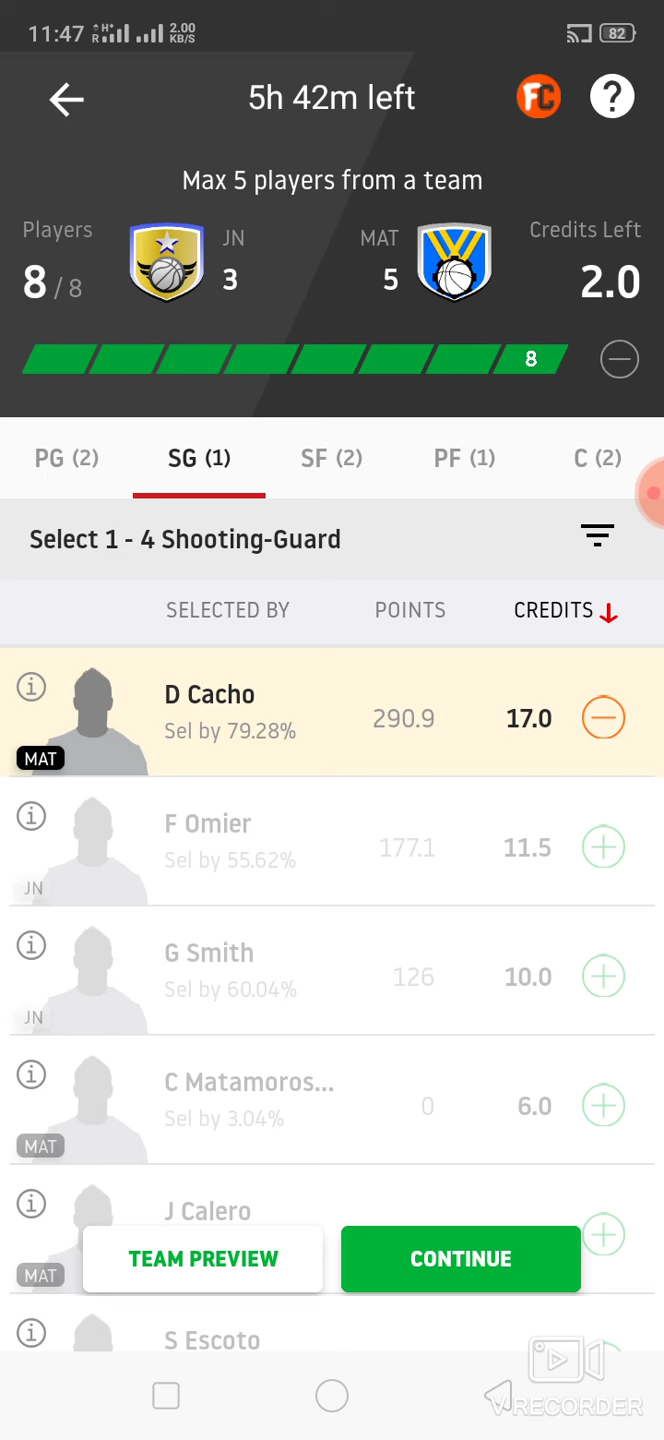 11:47 R H+ 2.00 KB/S 82
5h 42m left FC ?
Max 5 players from a team
Players JN MAT Credits Left
8 / 8 3 5 2.0
8
PG (2) SG (1) SF (2) PF (1) C (2)
Select 1 - 4 Shooting-Guard
SELECTED BY POINTS CREDITS
D Cacho
Sel by 79.28% 290.9 17.0
MAT
F Omier
Sel by 55.62% 177.1 11.5
JN
G Smith
Sel by 60.04% 126 10.0
JN
C Matamoros...
Sel by 3.04% 0 6.0
MAT
J Calero
TEAM PREVIEW CONTINUE
MAT
S Escoto
V RECORDER